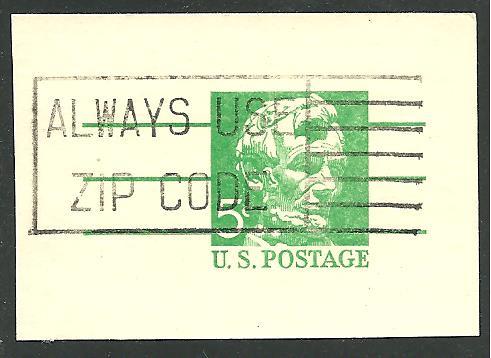 ALWAYS USE
ZIP CODE
5
U.S. POSTAGE